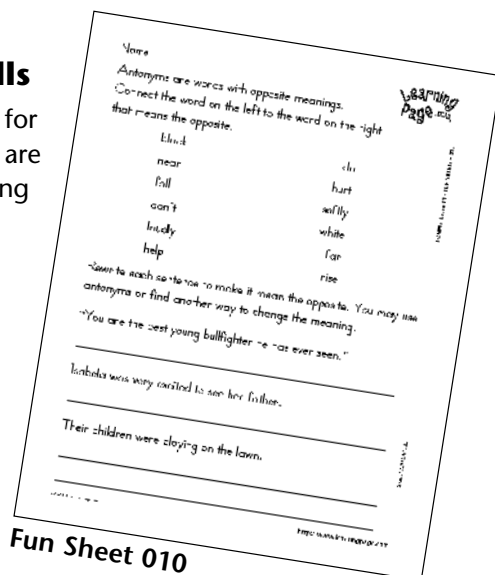 lls
for
are
ng
Name
Antonyms are words with opposite meanings.
Connect the word on the left to the word on the right
that means the opposite.
Learning
Page.com
black
near
fall
don't
loudly
help
do
hurt
softly
white
far
rise
Rewrite each sentence to make it mean the opposite. You may use
antonyms or find another way to change the meaning.
"You are the best young bullfighter he has ever seen."
Isabela was very excited to see her father.
Their children were playing on the lawn.
Fun Sheet 010